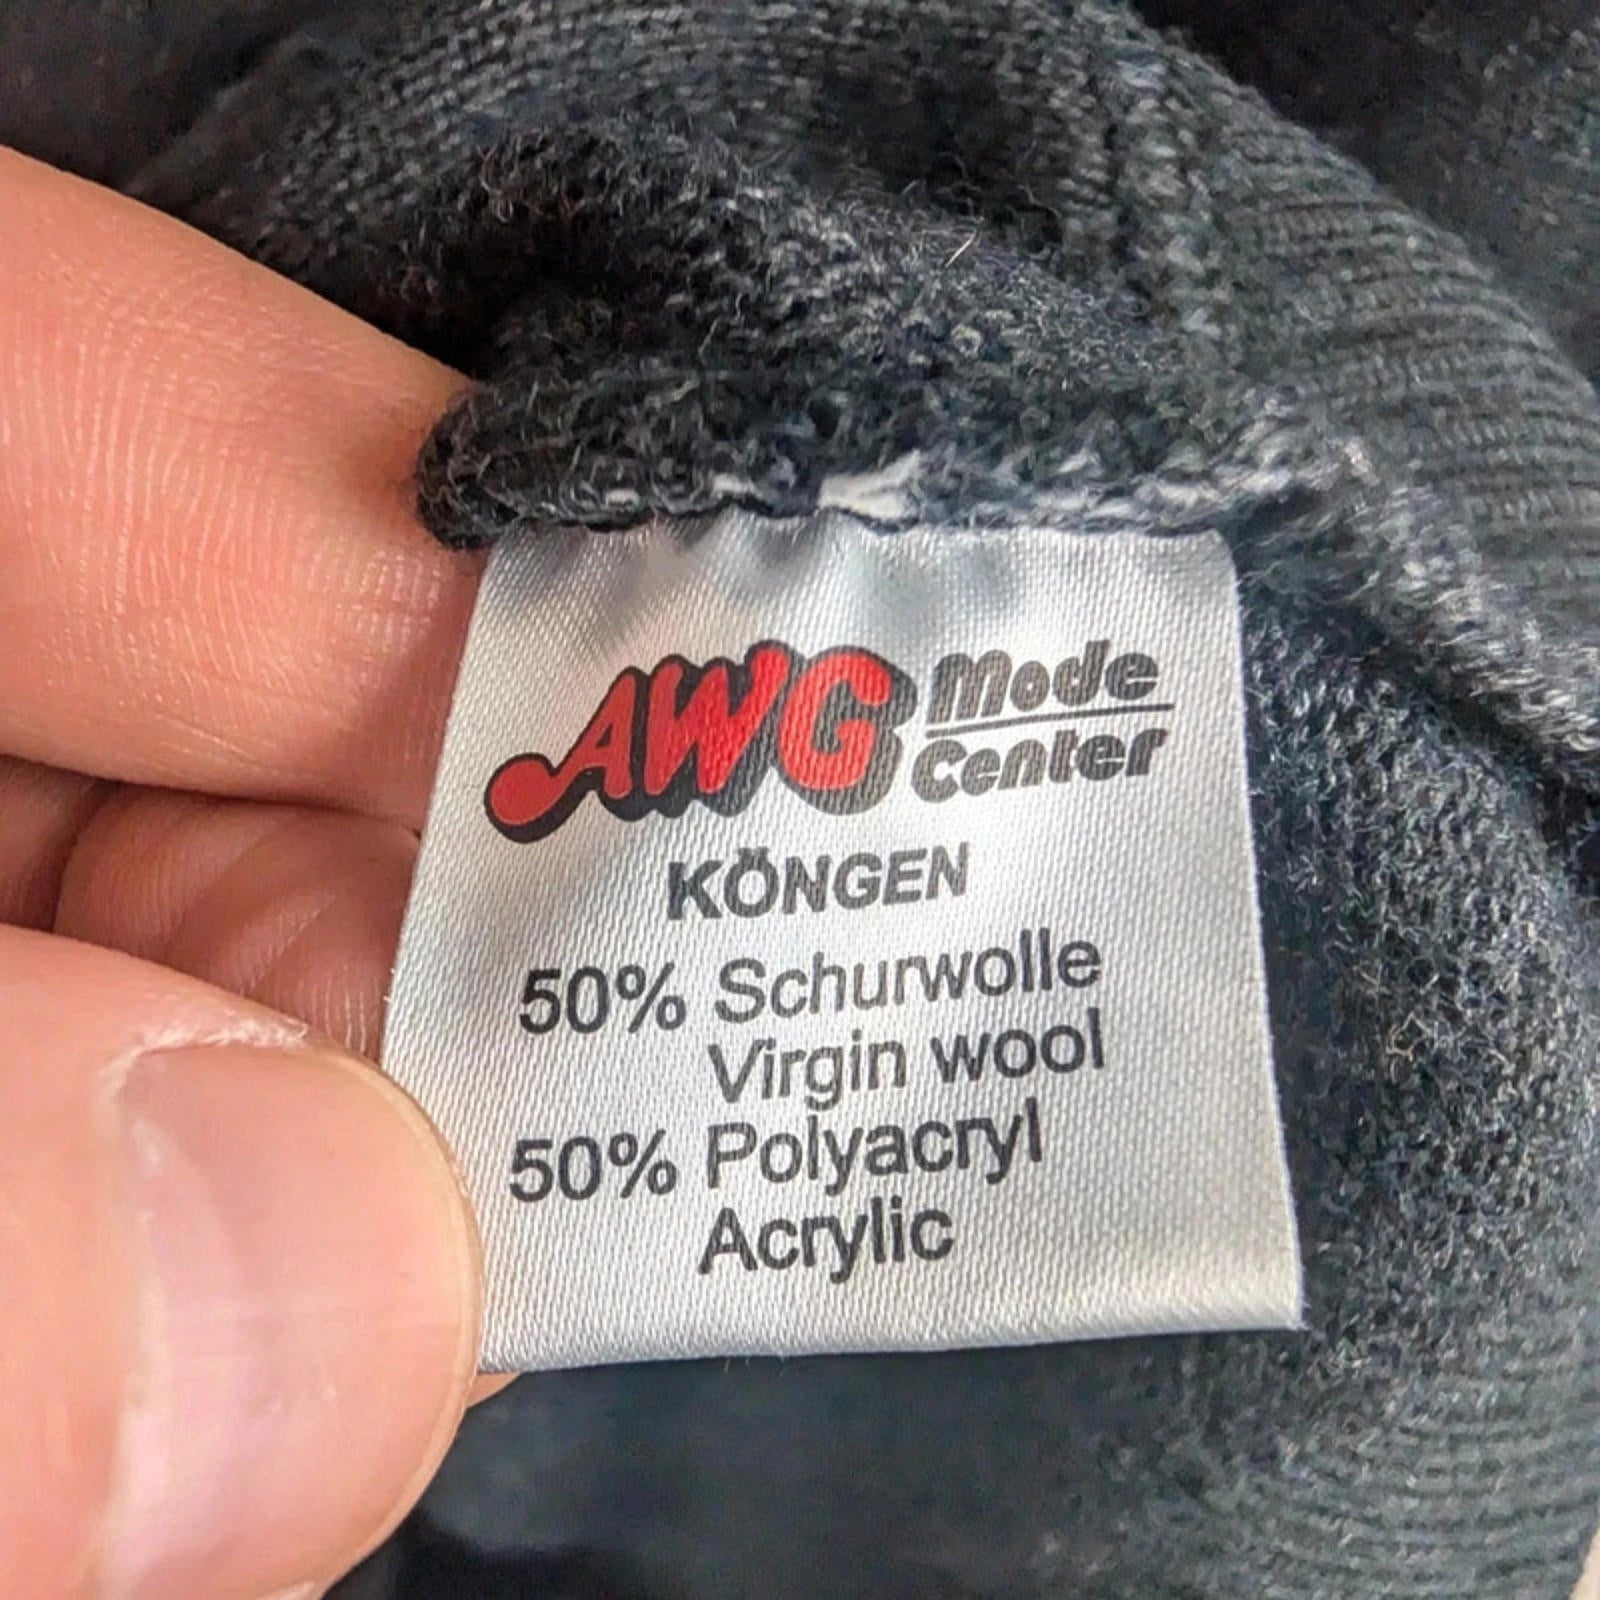 AWG Mode
Center
KÖNGEN
50% Schurwolle
Virgin wool
50% Polyacryl
Acrylic